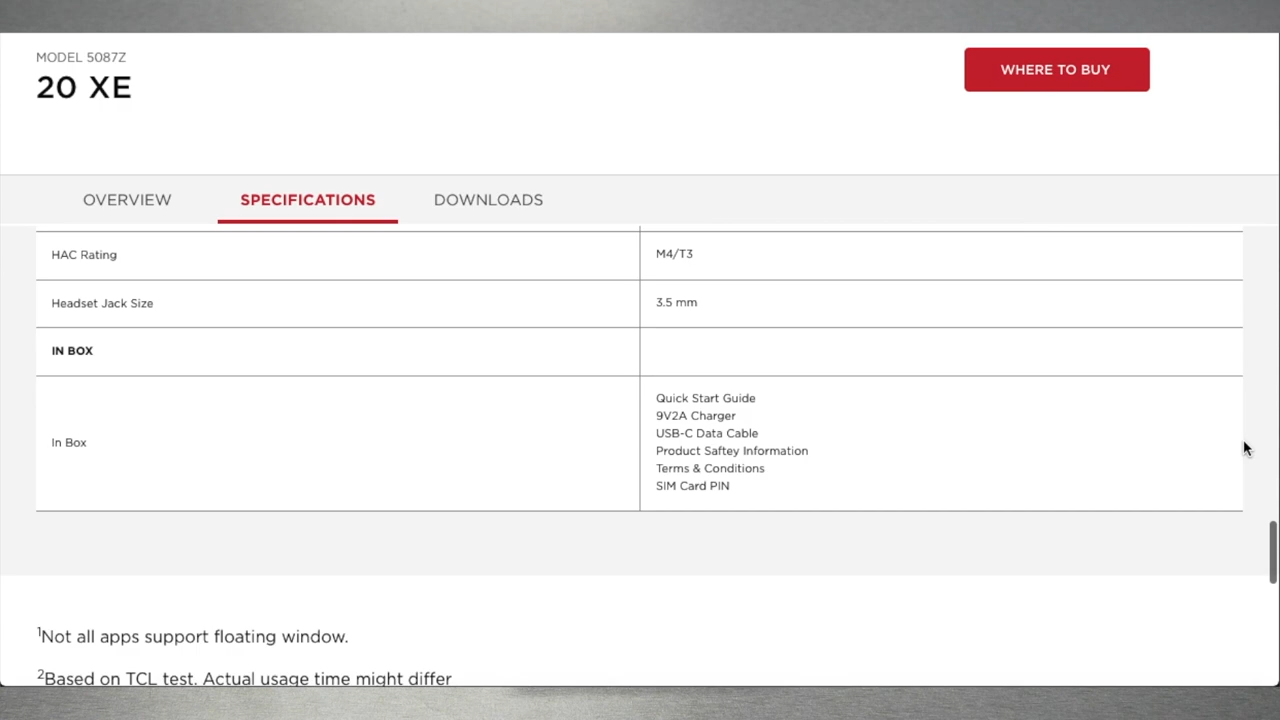 MODEL 5087Z
20 XE
WHERE TO BUY
OVERVIEW
SPECIFICATIONS
DOWNLOADS
HAC Rating
M4/T3
Headset Jack Size
3.5 mm
IN BOX
In Box
Quick Start Guide
9V2A Charger
USB-C Data Cable
Product Saftey Information
Terms & Conditions
SIM Card PIN
1Not all apps support floating window.
2Based on TCL test. Actual usage time might differ